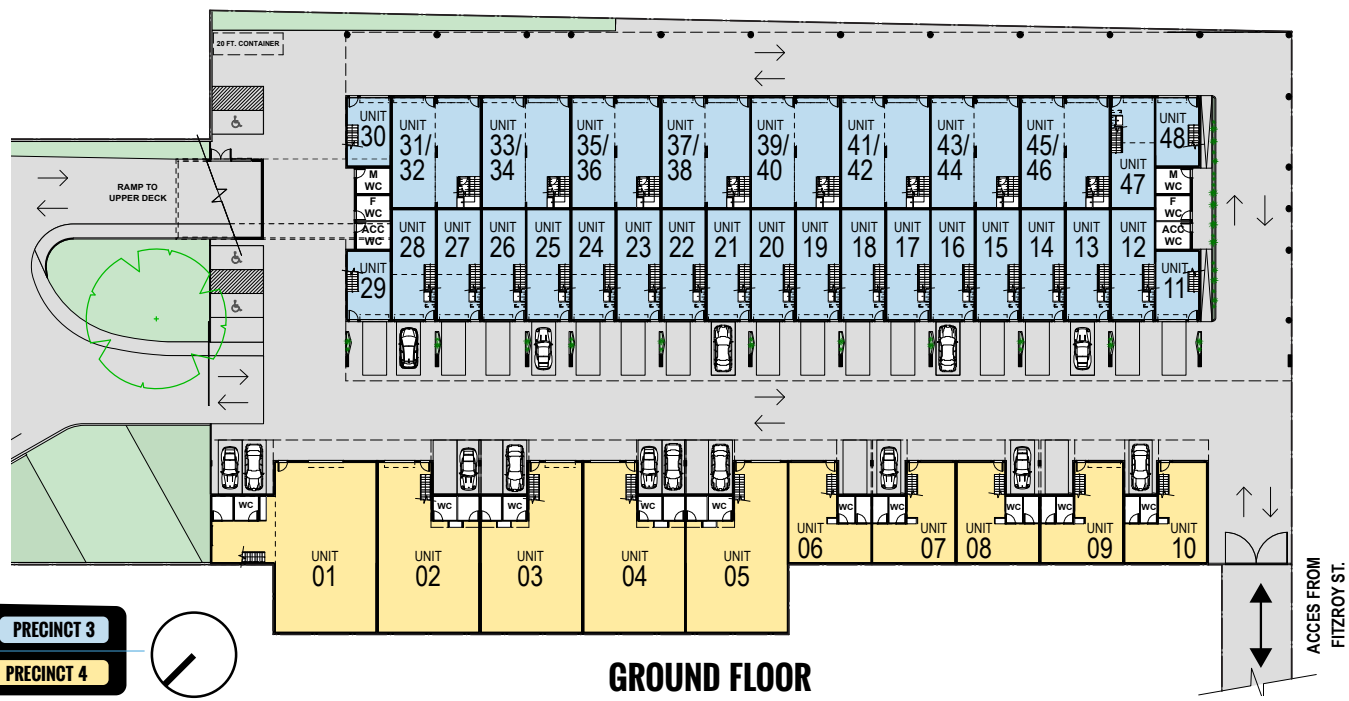 20 FT. CONTAINER
RAMP TO
UPPER DECK
UNIT
30
UNIT
31/
32
UNIT
33/
34
UNIT
35/
36
UNIT
37/
38
UNIT
39/
40
UNIT
41/
42
UNIT
43/
44
UNIT
45/
46
UNIT
47
UNIT
48
M
WC
F
WC
ACC
WC
M
WC
F
WC
ACC
WC
UNIT
29
UNIT
28
UNIT
27
UNIT
26
UNIT
25
UNIT
24
UNIT
23
UNIT
22
UNIT
21
UNIT
20
UNIT
19
UNIT
18
UNIT
17
UNIT
16
UNIT
15
UNIT
14
UNIT
13
UNIT
12
UNIT
11
WC
WC
WC
WC
WC
WC
WC
WC
WC
WC
UNIT
01
UNIT
02
UNIT
03
UNIT
04
UNIT
05
UNIT
06
UNIT
07
UNIT
08
UNIT
09
UNIT
10
ACCES FROM
FITZROY ST.
PRECINCT 3
PRECINCT 4
GROUND FLOOR